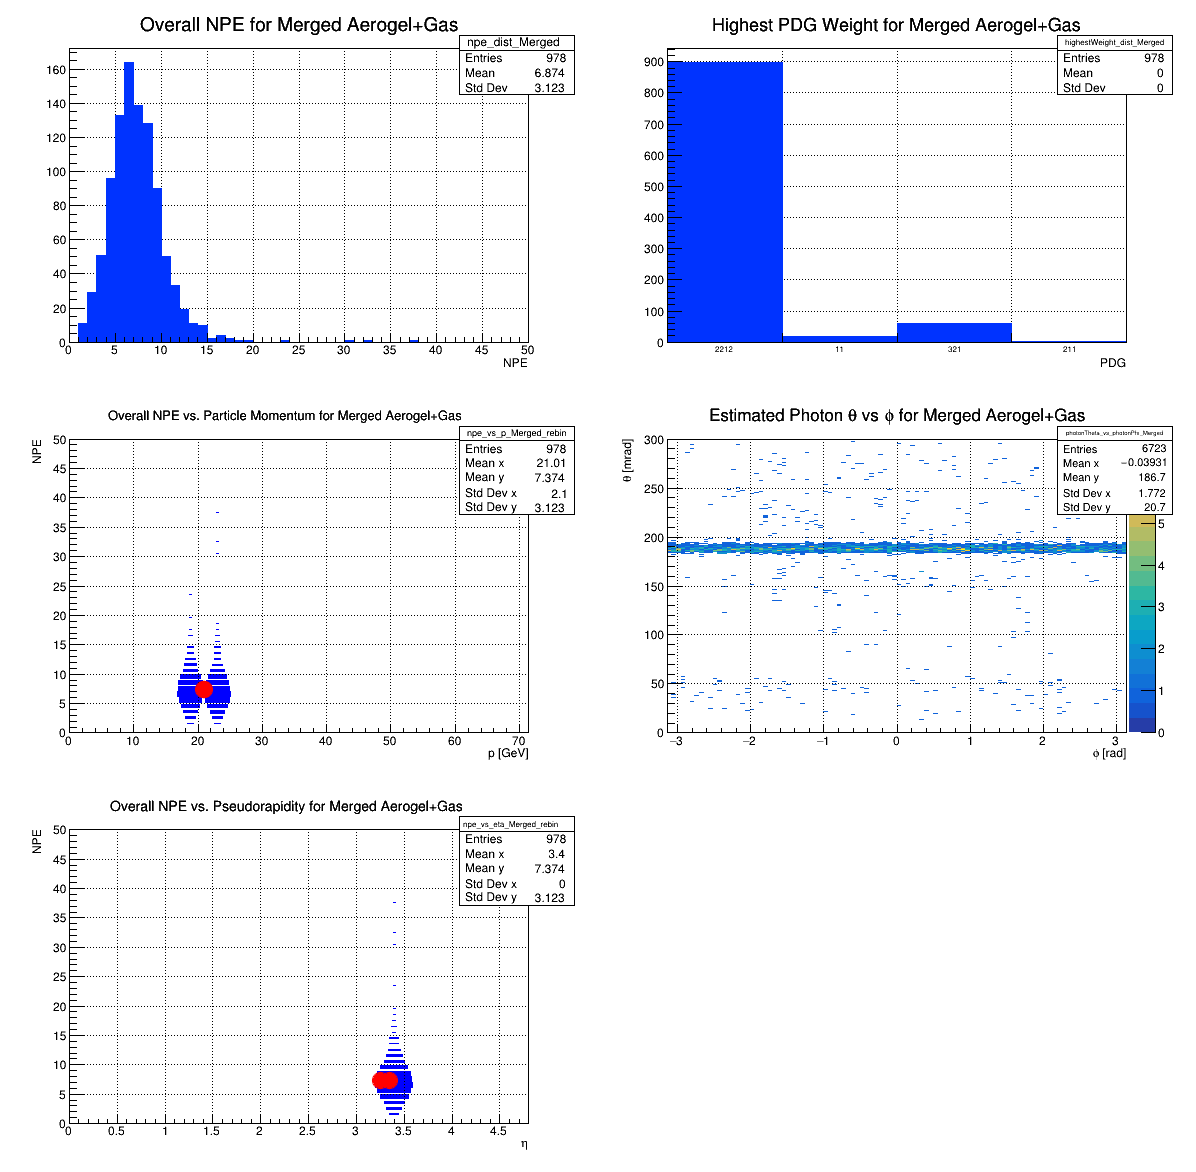 Overall NPE for Merged Aerogel+Gas
npe_dist_Merged
Entries 978
Mean 6.874
Std Dev 3.123
160
140
120
100
80
60
40
20
0
0 5 10 15 20 25 30 35 40 45 50
NPE
Highest PDG Weight for Merged Aerogel+Gas
highestWeight_dist_Merged
Entries 978
Mean 0
Std Dev 0
900
800
700
600
500
400
300
200
100
0
2212 11 321 211
PDG
Overall NPE vs. Particle Momentum for Merged Aerogel+Gas
npe_vs_p_Merged_rebin
Entries 978
Mean x 21.01
Mean y 7.374
Std Dev x 2.1
Std Dev y 3.123
NPE
50
45
40
35
30
25
20
15
10
5
0
0 10 20 30 40 50 60 70
p [GeV]
Estimated Photon θ vs ϕ for Merged Aerogel+Gas
photonTheta_vs_photonPhi_Merged
Entries 6723
Mean x −0.03931
Mean y 186.7
Std Dev x 1.772
Std Dev y 20.7
θ [mrad]
300
250
200
150
100
50
0
−3 −2 −1 0 1 2 3
ϕ [rad]
5
4
3
2
1
0
Overall NPE vs. Pseudorapidity for Merged Aerogel+Gas
npe_vs_eta_Merged_rebin
Entries 978
Mean x 3.4
Mean y 7.374
Std Dev x 0
Std Dev y 3.123
NPE
50
45
40
35
30
25
20
15
10
5
0
0 0.5 1 1.5 2 2.5 3 3.5 4 4.5
η